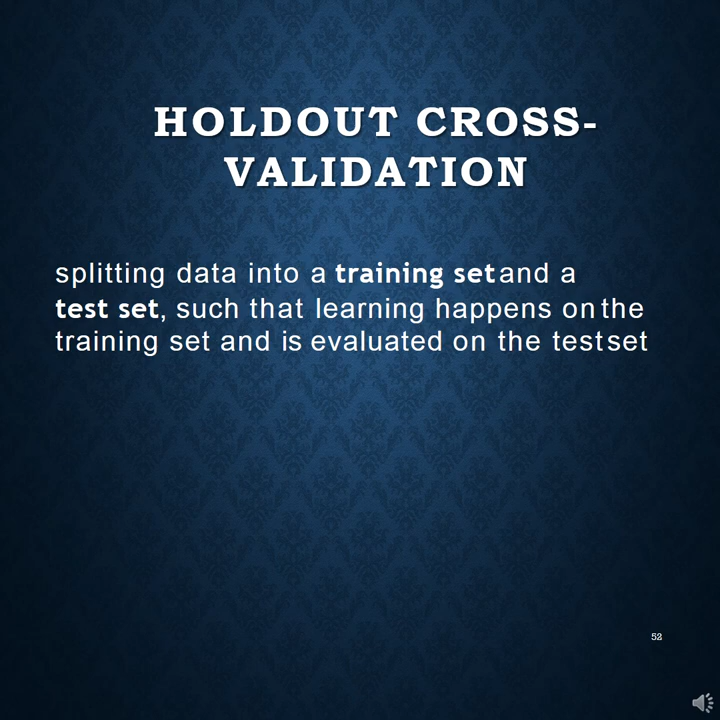 HOLDOUT CROSS-
VALIDATION
splitting data into a training set and a
test set, such that learning happens on the
training set and is evaluated on the test set
52